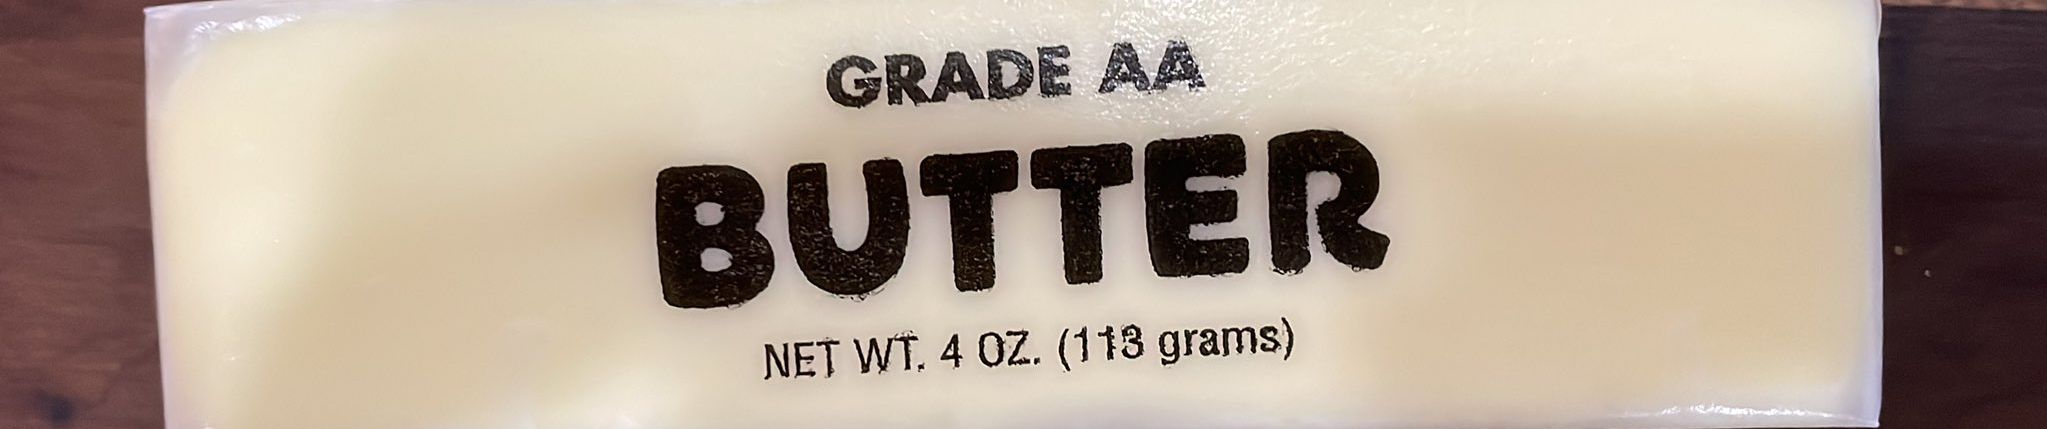 GRADE AA
BUTTER
NET WT. 4 OZ. (113 grams)